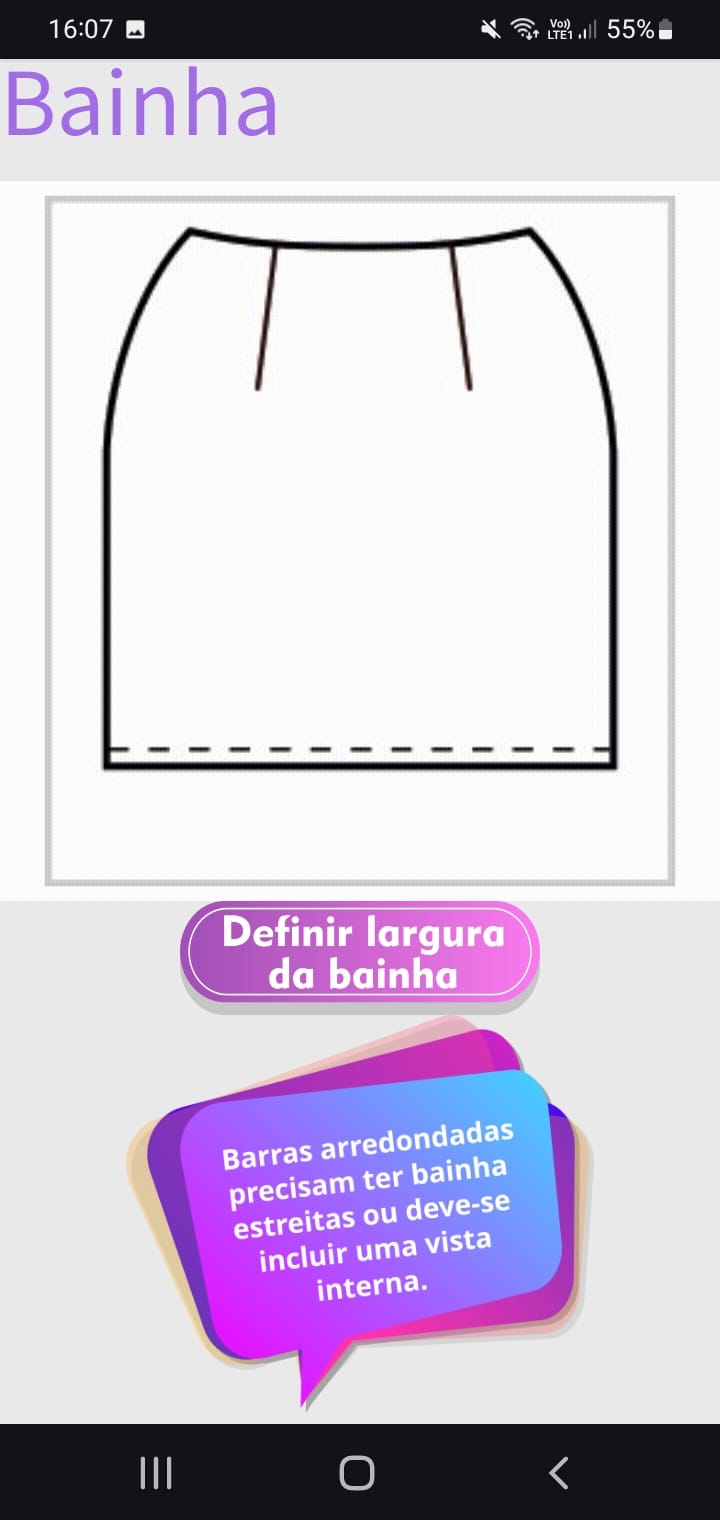 16:07
Vo))
LTE1
55%
Bainha
Definir largura
da bainha
Barras arredondadas
precisam ter bainha
estreitas ou deve-se
incluir uma vista
interna.